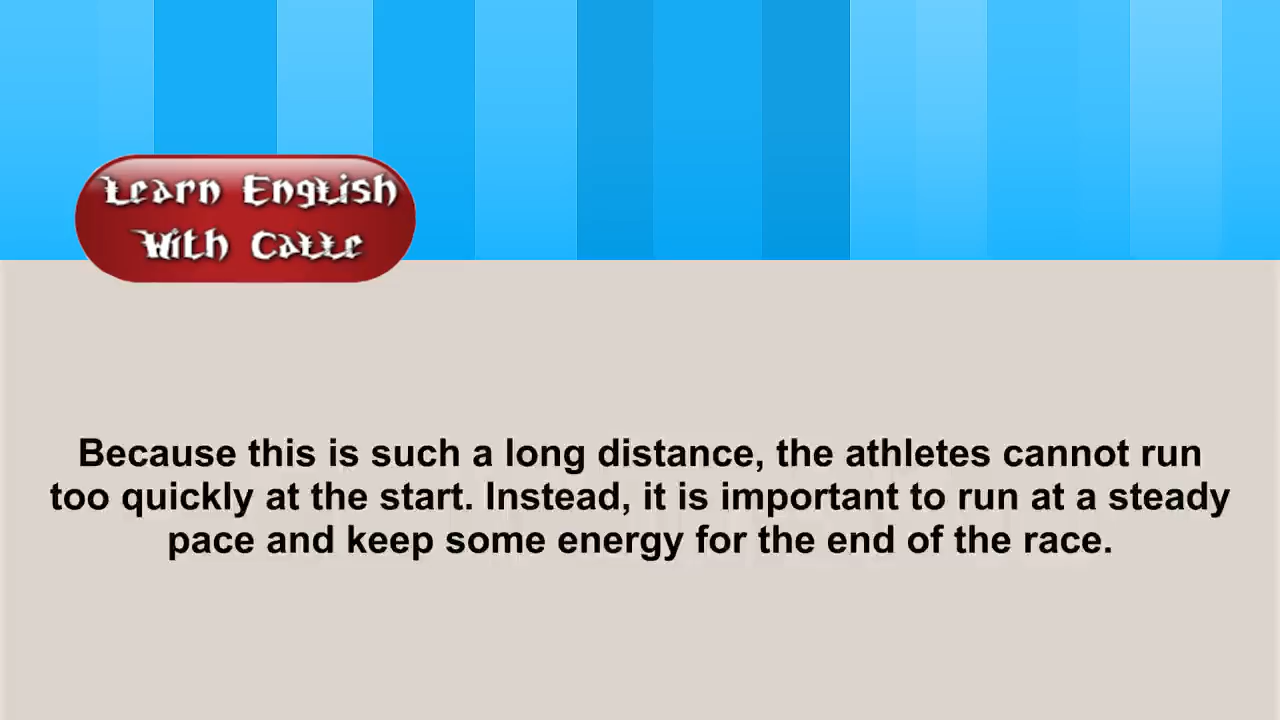 Learn English
With Calle
Because this is such a long distance, the athletes cannot run
too quickly at the start. Instead, it is important to run at a steady
pace and keep some energy for the end of the race.